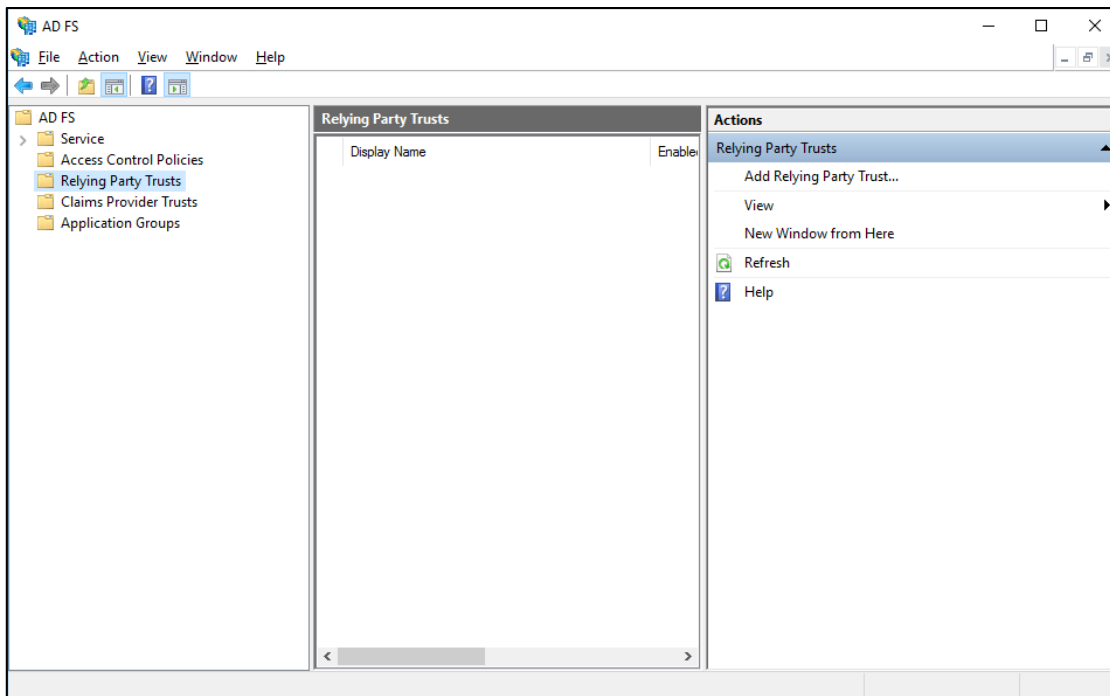 AD FS
File Action View Window Help
AD FS
Service
Access Control Policies
Relying Party Trusts
Claims Provider Trusts
Application Groups
Relying Party Trusts
Display Name
Actions
Relying Party Trusts
Add Relying Party Trust...
View
New Window from Here
Refresh
Help